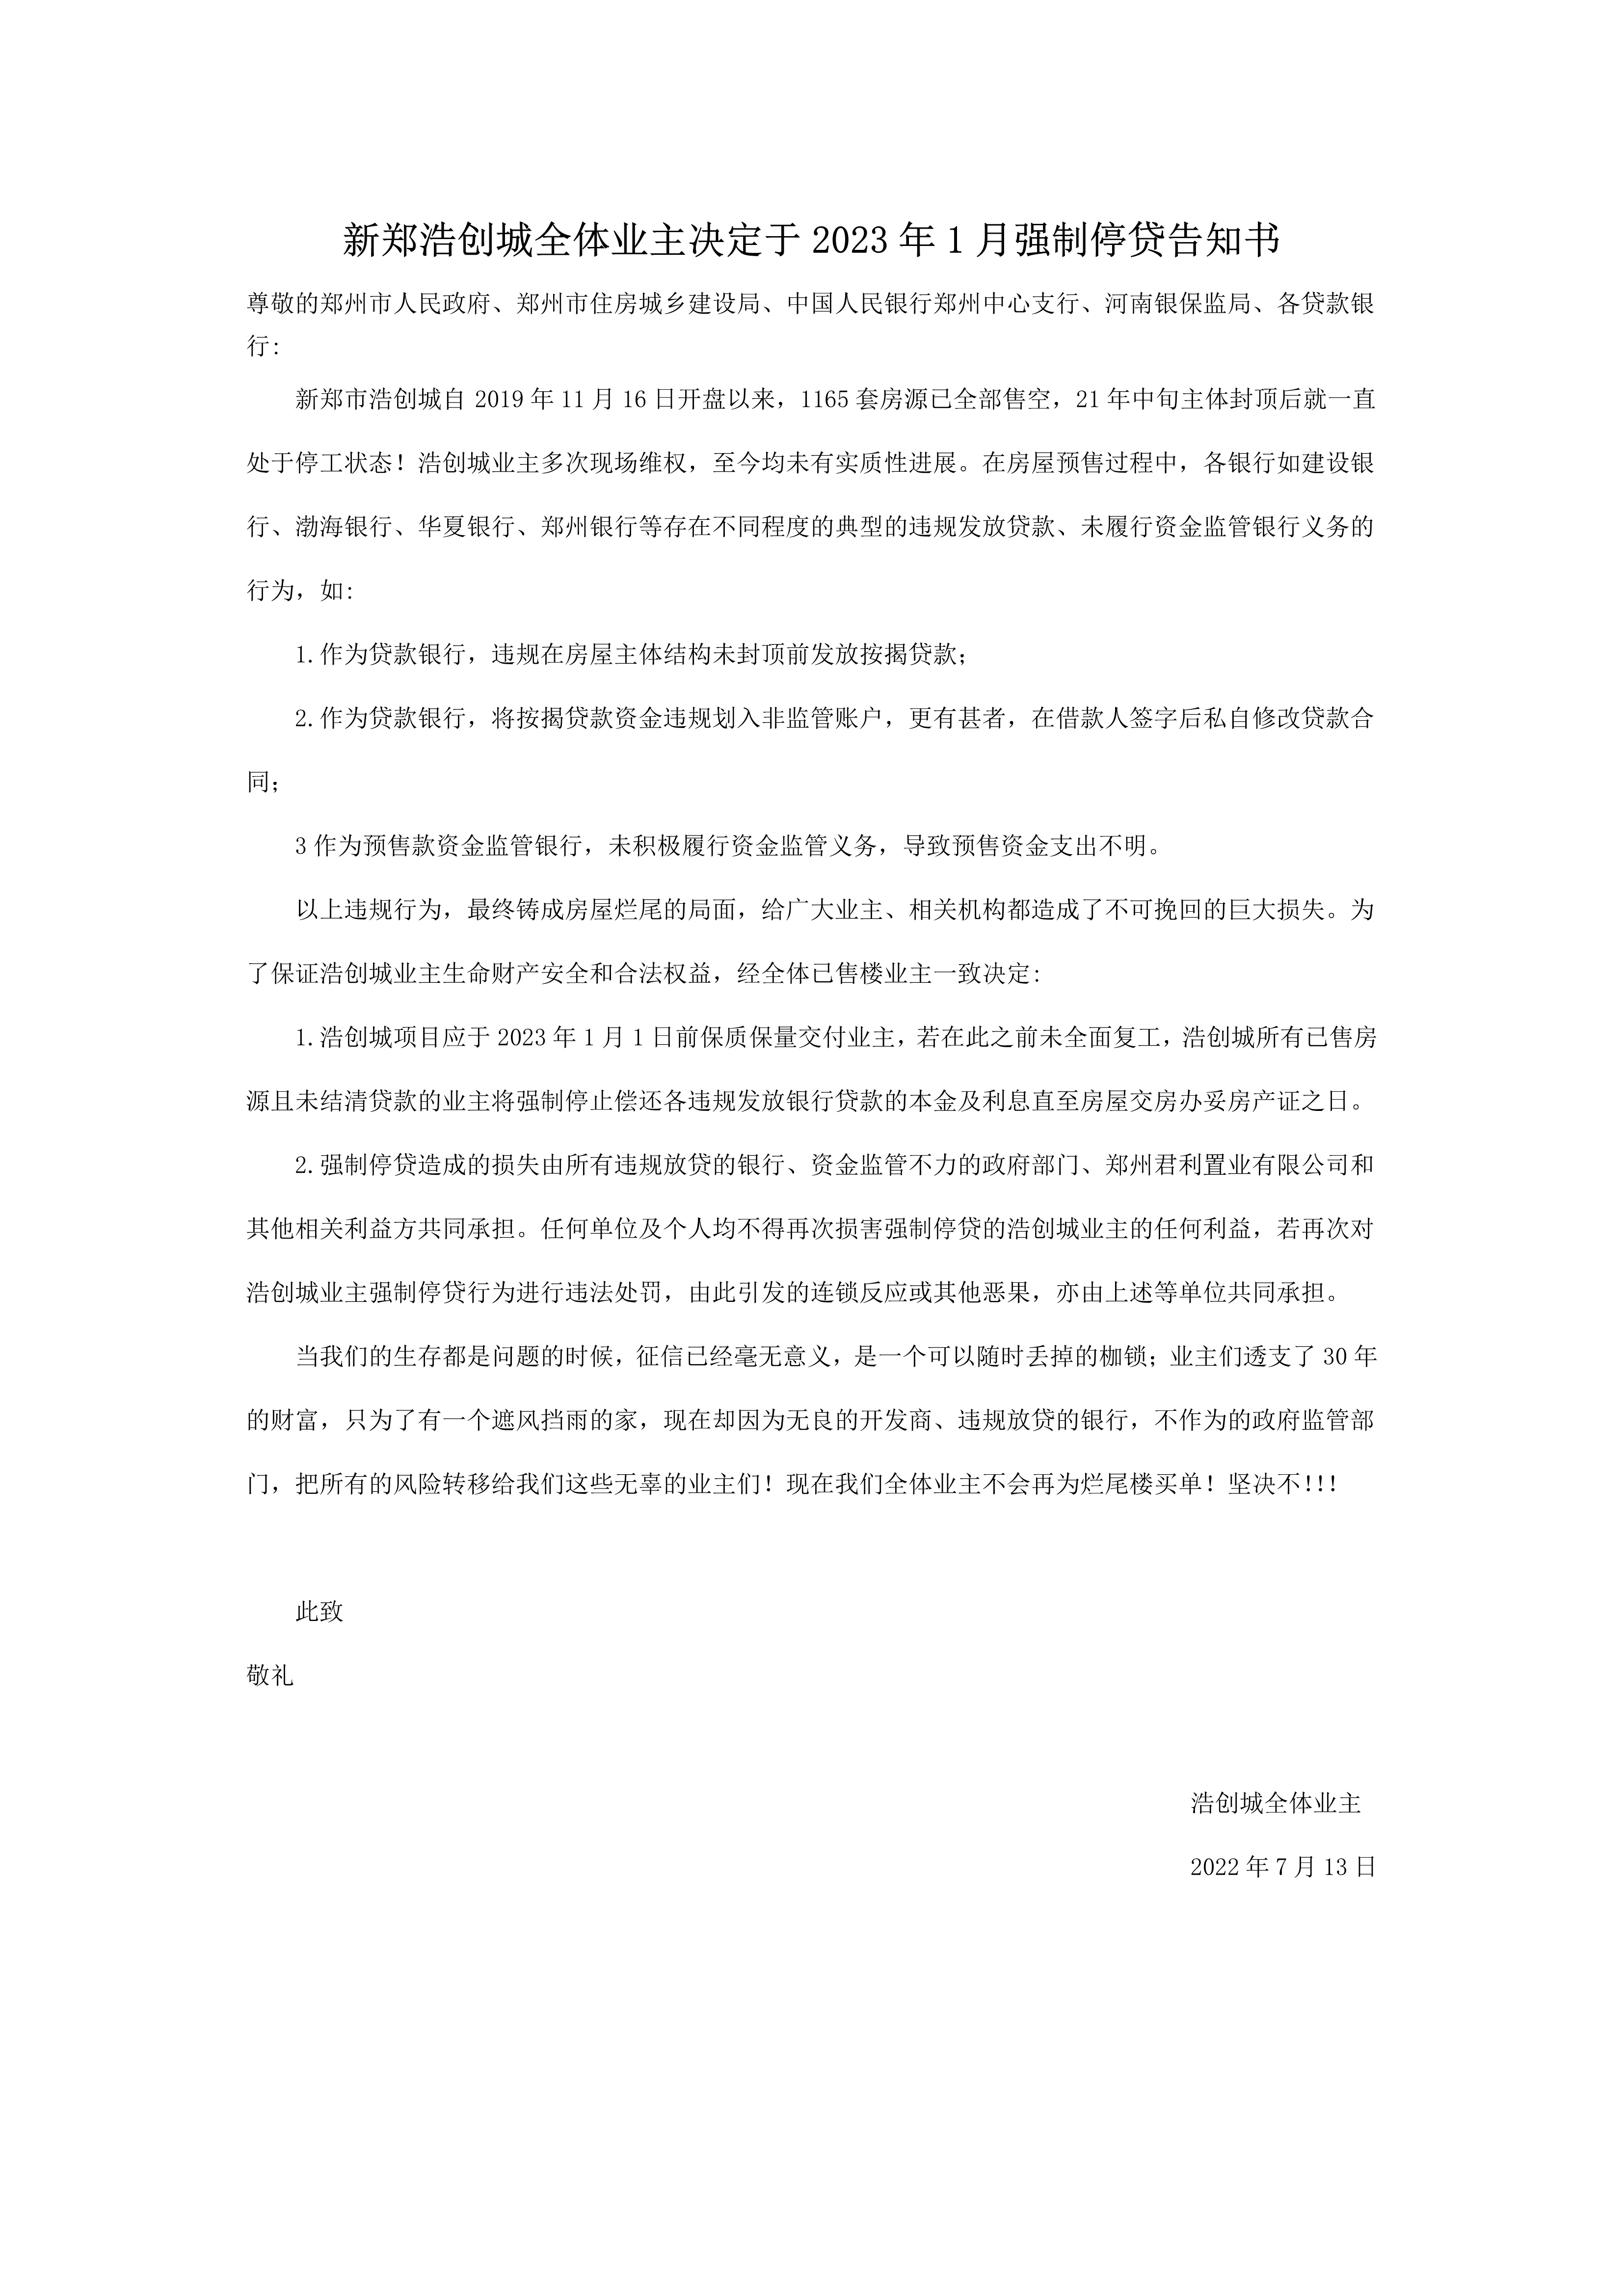 新郑浩创城全体业主决定于 2023 年 1 月强制停贷告知书
尊敬的郑州市人民政府、郑州市住房城乡建设局、中国人民银行郑州中心支行、河南银保监局、各贷款银
行:
新郑市浩创城自 2019 年 11 月 16 日开盘以来，1165 套房源已全部售空，21 年中旬主体封顶后就一直
处于停工状态！浩创城业主多次现场维权，至今均未有实质性进展。在房屋预售过程中，各银行如建设银
行、渤海银行、华夏银行、郑州银行等存在不同程度的典型的违规发放贷款、未履行资金监管银行义务的
行为，如:
1.作为贷款银行，违规在房屋主体结构未封顶前发放按揭贷款；
2.作为贷款银行，将按揭贷款资金违规划入非监管账户，更有甚者，在借款人签字后私自修改贷款合
同；
3 作为预售款资金监管银行，未积极履行资金监管义务，导致预售资金支出不明。
以上违规行为，最终铸成房屋烂尾的局面，给广大业主、相关机构都造成了不可挽回的巨大损失。为
了保证浩创城业主生命财产安全和合法权益，经全体已售楼业主一致决定:
1.浩创城项目应于 2023 年 1 月 1 日前保质保量交付业主，若在此之前未全面复工，浩创城所有已售房
源且未结清贷款的业主将强制停止偿还各违规发放银行贷款的本金及利息直至房屋交房办妥房产证之日。
2.强制停贷造成的损失由所有违规放贷的银行、资金监管不力的政府部门、郑州君利置业有限公司和
其他相关利益方共同承担。任何单位及个人均不得再次损害强制停贷的浩创城业主的任何利益，若再次对
浩创城业主强制停贷行为进行违法处罚，由此引发的连锁反应或其他恶果，亦由上述等单位共同承担。
当我们的生存都是问题的时候，征信已经毫无意义，是一个可以随时丢掉的枷锁；业主们透支了 30 年
的财富，只为了有一个遮风挡雨的家，现在却因为无良的开发商、违规放贷的银行，不作为的政府监管部
门，把所有的风险转移给我们这些无辜的业主们！现在我们全体业主不会再为烂尾楼买单！坚决不!!!
此致
敬礼
浩创城全体业主
2022 年 7 月 13 日